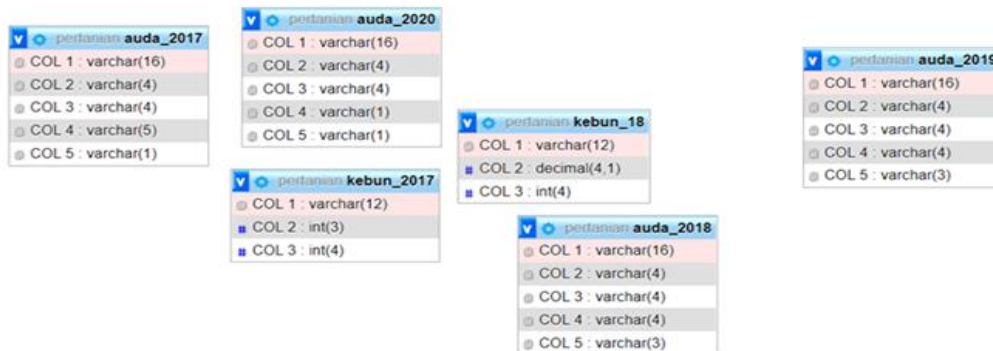 pertanian auda_2017
COL 1 : varchar(16)
COL 2 : varchar(4)
COL 3 : varchar(4)
COL 4 : varchar(5)
COL 5 : varchar(1)
pertanian auda_2020
COL 1 : varchar(16)
COL 2 : varchar(4)
COL 3 : varchar(4)
COL 4 : varchar(1)
COL 5 : varchar(1)
pertanian kebun_2017
COL 1 : varchar(12)
COL 2 : int(3)
COL 3 : int(4)
pertanian kebun_18
COL 1 : varchar(12)
COL 2 : decimal(4,1)
COL 3 : int(4)
pertanian auda_2018
COL 1 : varchar(16)
COL 2 : varchar(4)
COL 3 : varchar(4)
COL 4 : varchar(4)
COL 5 : varchar(3)
pertanian auda_2019
COL 1 : varchar(16)
COL 2 : varchar(4)
COL 3 : varchar(4)
COL 4 : varchar(4)
COL 5 : varchar(3)